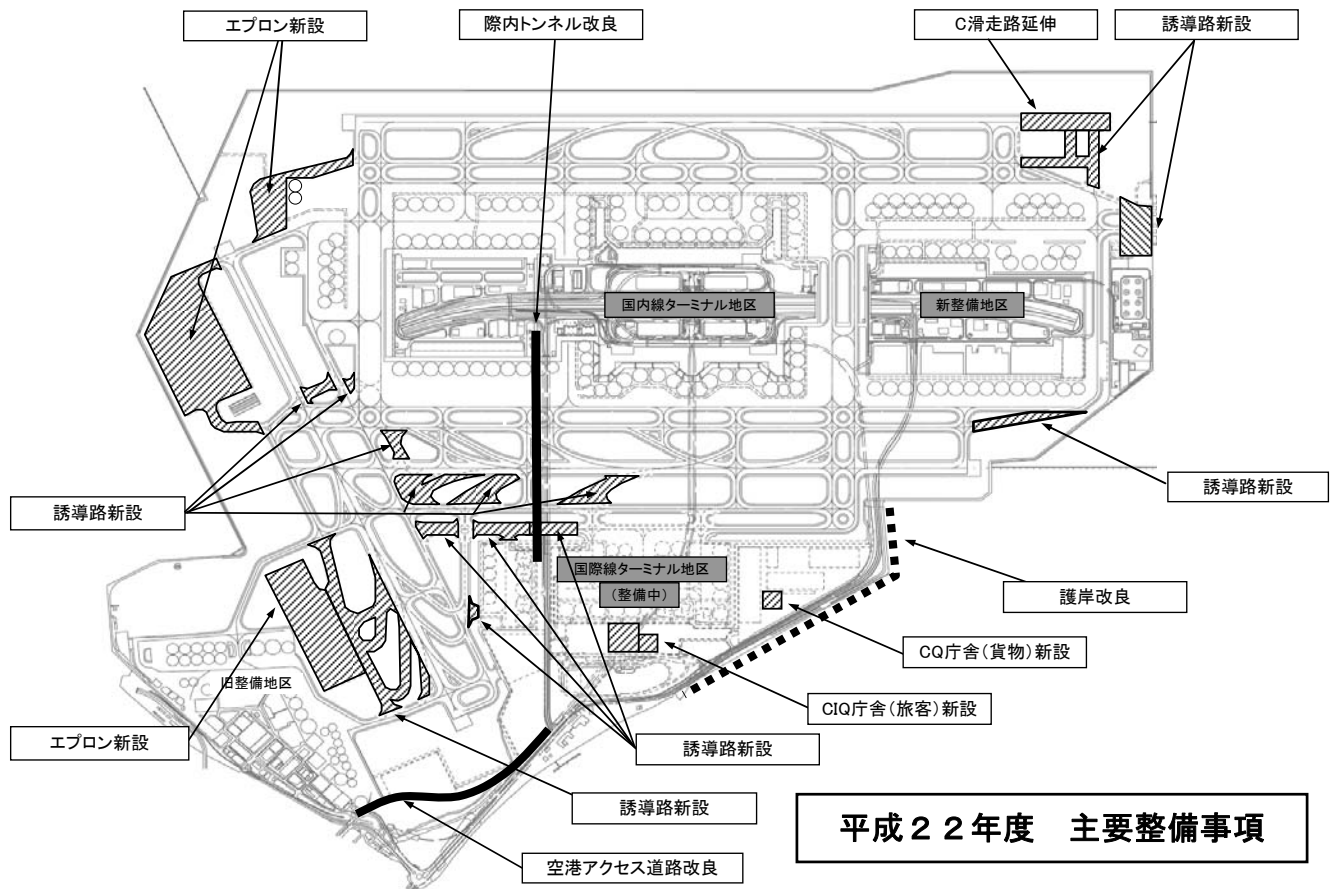 エプロン新設
際内トンネル改良
C滑走路延伸
誘導路新設
国内線ターミナル地区
新整備地区
誘導路新設
誘導路新設
国際線ターミナル地区
(整備中)
護岸改良
CQ庁舎(貨物)新設
旧整備地区
CIQ庁舎(旅客)新設
エプロン新設
誘導路新設
誘導路新設
空港アクセス道路改良
平成22年度 主要整備事項